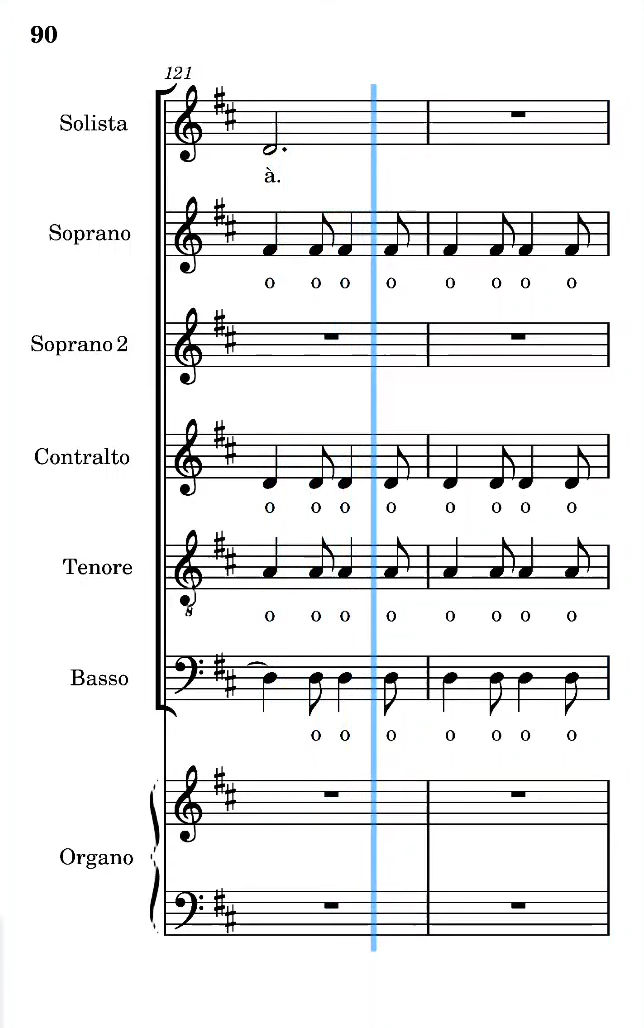 90
121
Solista
à.
Soprano
o o o o o o o o
Soprano 2
Contralto
o o o o o o o o
Tenore
8
o o o o o o o o
Basso
o o o o o o o
Organo